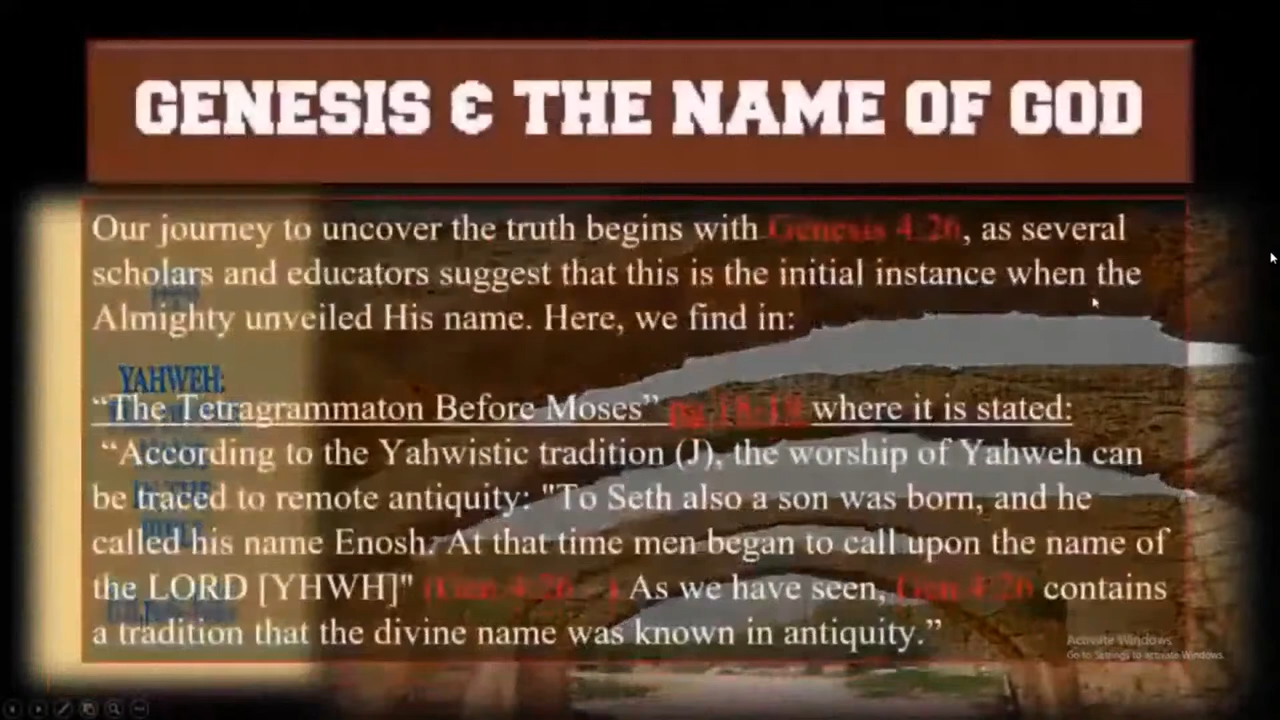 GENESIS & THE NAME OF GOD
Our journey to uncover the truth begins with Genesis 4:26, as several
scholars and educators suggest that this is the initial instance when the
Almighty unveiled His name. Here, we find in:
YAHWEH:
“The Tetragrammaton Before Moses” pg. where it is stated:
“According to the Yahwistic tradition (J), the worship of Yahweh can
be traced to remote antiquity: "To Seth also a son was born, and he
called his name Enosh. At that time men began to call upon the name of
the LORD [YHWH]" (Gen 4:26 ) As we have seen, Gen 4:26 contains
a tradition that the divine name was known in antiquity.”
Activate Windows
Go to Settings to activate Windows.